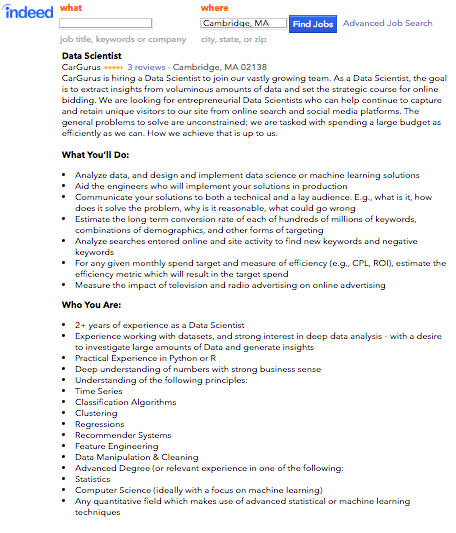 indeed
what
where
Cambridge, MA
Find Jobs
Advanced Job Search
job title, keywords or company
city, state, or zip
Data Scientist
CarGurus 3 reviews - Cambridge, MA 02138
CarGurus is hiring a Data Scientist to join our vastly growing team. As a Data Scientist, the goal
is to extract insights from voluminous amounts of data and set the strategic course for online
bidding. We are looking for entrepreneurial Data Scientists who can help continue to capture
and retain unique visitors to our site from online search and social media platforms. The
general problems to solve are unconstrained; we are tasked with spending a large budget as
efficiently as we can. How we achieve that is up to us.
What You'll Do:
• Analyze data, and design and implement data science or machine learning solutions
• Aid the engineers who will implement your solutions in production
• Communicate your solutions to both a technical and a lay audience. E.g., what is it, how
does it solve the problem, why is it reasonable, what could go wrong
• Estimate the long-term conversion rate of each of hundreds of millions of keywords,
combinations of demographics, and other forms of targeting
• Analyze searches entered online and site activity to find new keywords and negative
keywords
• For any given monthly spend target and measure of efficiency (e.g., CPL, ROI), estimate the
efficiency metric which will result in the target spend
• Measure the impact of television and radio advertising on online advertising
Who You Are:
• 2+ years of experience as a Data Scientist
• Experience working with datasets, and strong interest in deep data analysis - with a desire
to investigate large amounts of Data and generate insights
• Practical Experience in Python or R
• Deep understanding of numbers with strong business sense
• Understanding of the following principles:
• Time Series
• Classification Algorithms
• Clustering
• Regressions
• Recommender Systems
• Feature Engineering
• Data Manipulation & Cleaning
• Advanced Degree (or relevant experience in one of the following:
• Statistics
• Computer Science (ideally with a focus on machine learning)
• Any quantitative field which makes use of advanced statistical or machine learning
techniques